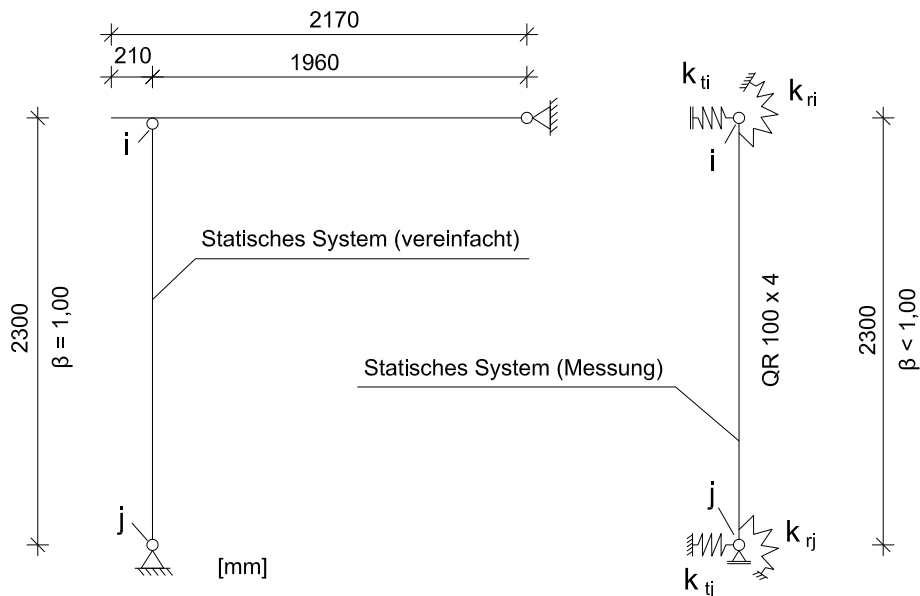 2170
210
1960
k ti
k ri
i
i
Statisches System (vereinfacht)
2300
β = 1,00
QR 100 x 4
2300
β < 1,00
Statisches System (Messung)
j
j
k rj
[mm]
k tj